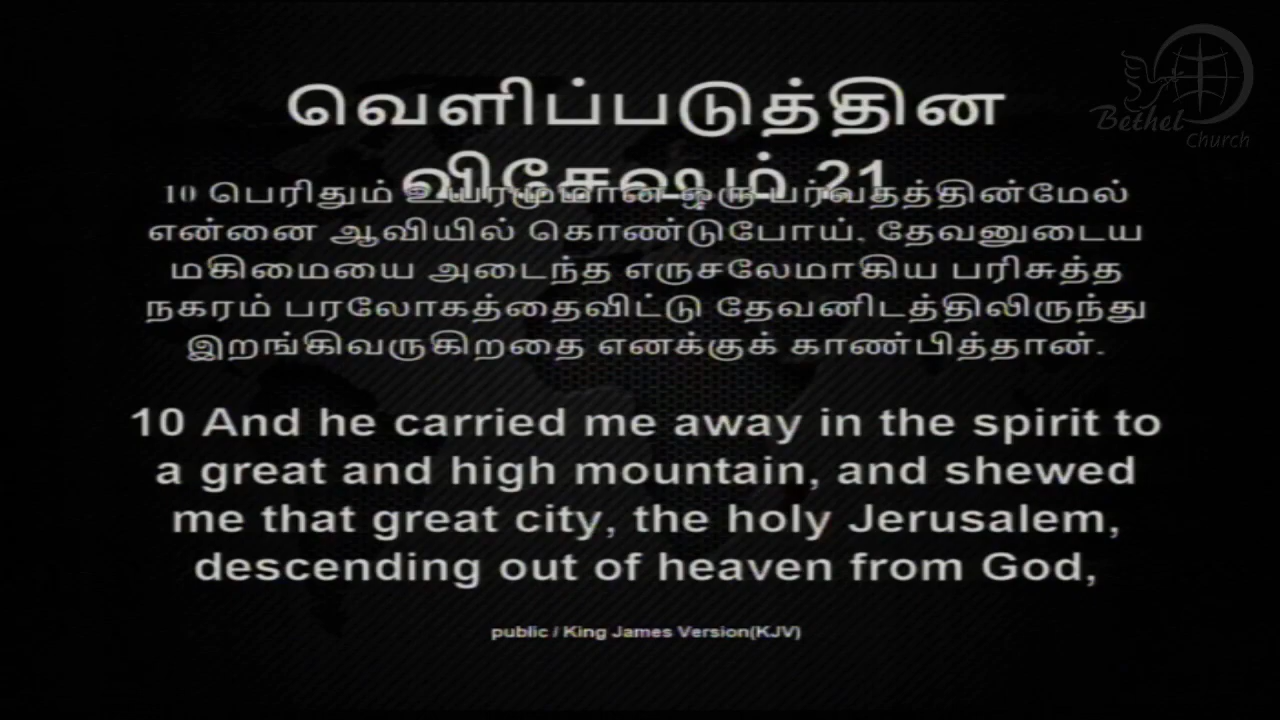 Bethel
Church
வெளிப்படுத்தின
விசேஷம் 21
10 பெரிதும் உயரமுமான ஒரு பர்வதத்தின்மேல்
என்னை ஆவியில் கொண்டுபோய், தேவனுடைய
மகிமையை அடைந்த எருசலேமாகிய பரிசுத்த
நகரம் பரலோகத்தைவிட்டு தேவனிடத்திலிருந்து
இறங்கிவருகிறதை எனக்குக் காண்பித்தான்.
10 And he carried me away in the spirit to
a great and high mountain, and shewed
me that great city, the holy Jerusalem,
descending out of heaven from God,
public / King James Version(KJV)